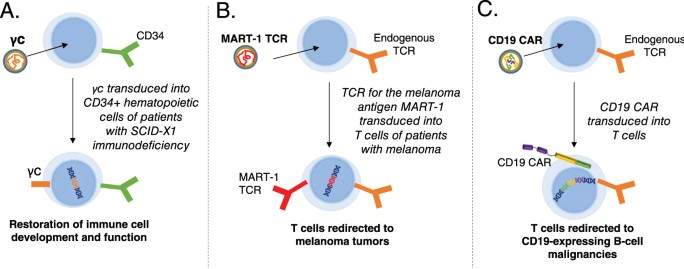 A.
γc
CD34
γc transduced into
CD34+ hematopoietic
cells of patients
with SCID-X1
immunodeficiency
γC
Restoration of immune cell
development and function
B.
MART-1 TCR
Endogenous
TCR
TCR for the melanoma
antigen MART-1
transduced into
T cells of patients
with melanoma
MART-1
TCR
T cells redirected to
melanoma tumors
C.
CD19 CAR
Endogenous
TCR
CD19 CAR
transduced into
T cells
CD19 CAR
T cells redirected to
CD19-expressing B-cell
malignancies